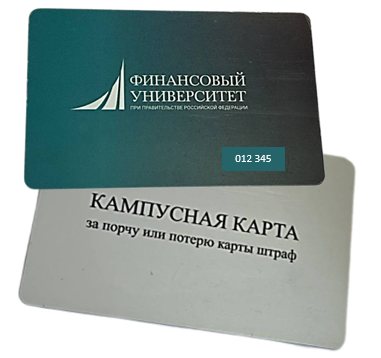 ФИНАНСОВЫЙ
УНИВЕРСИТЕТ
ПРИ ПРАВИТЕЛЬСТВЕ РОССИЙСКОЙ ФЕДЕРАЦИИ
012 345
КАМПУСНАЯ КАРТА
за порчу или потерю карты штраф